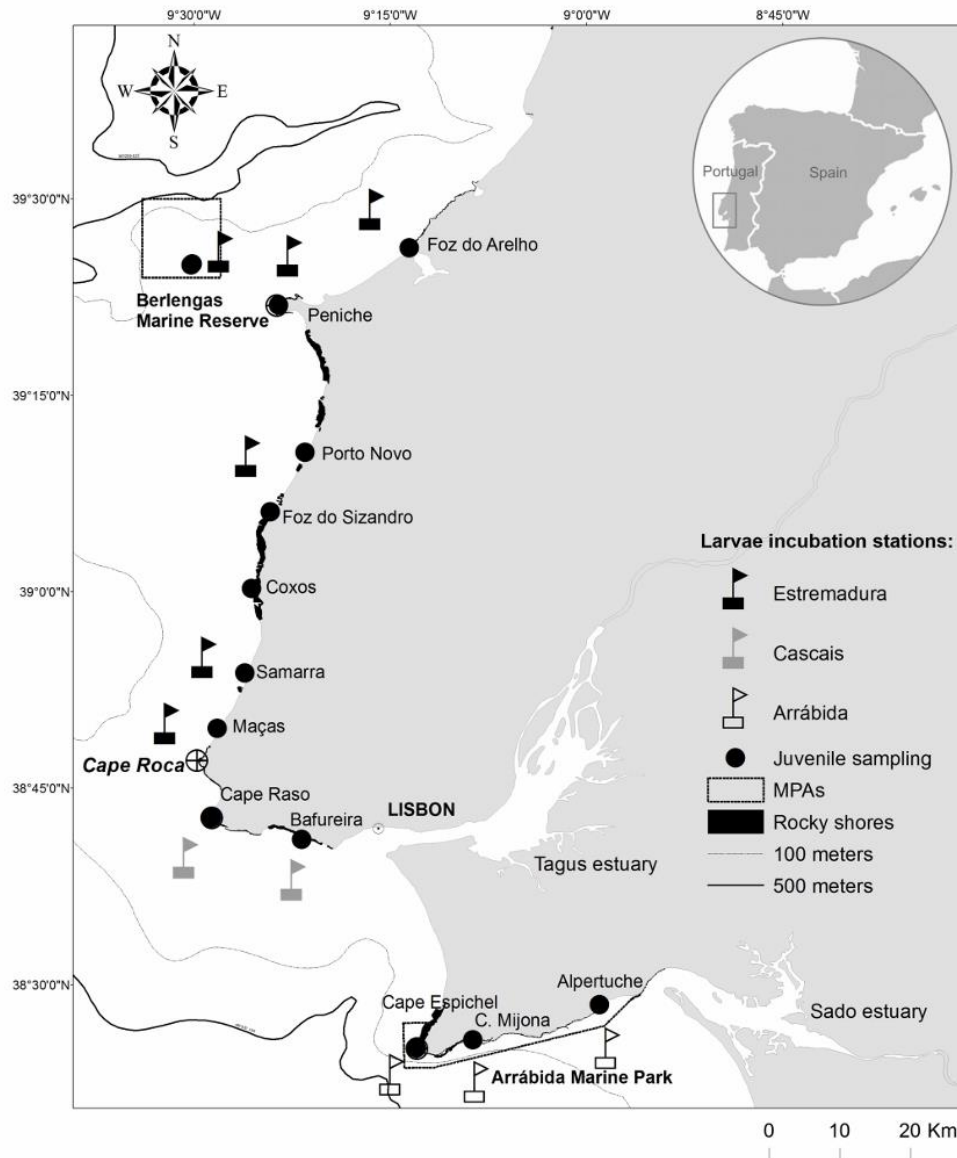 9°30'0"W
9°15'0"W
9°0'0"W
8°45'0"W
N
W
E
S
Portugal
Spain
39°30'0"N
Foz do Arelho
Berlengas
Marine Reserve
Peniche
39°15'0"N
Porto Novo
Foz do Sizandro
Larvae incubation stations:
39°0'0"N
Coxos
Estremadura
Cascais
Samarra
Arrábida
Maças
Cape Roca
Juvenile sampling
38°45'0"N
Cape Raso
MPAs
LISBON
Bafureira
Rocky shores
100 meters
Tagus estuary
500 meters
38°30'0"N
Alpertuche
Cape Espichel
Sado estuary
C. Mijona
Arrábida Marine Park
0 10 20 Km